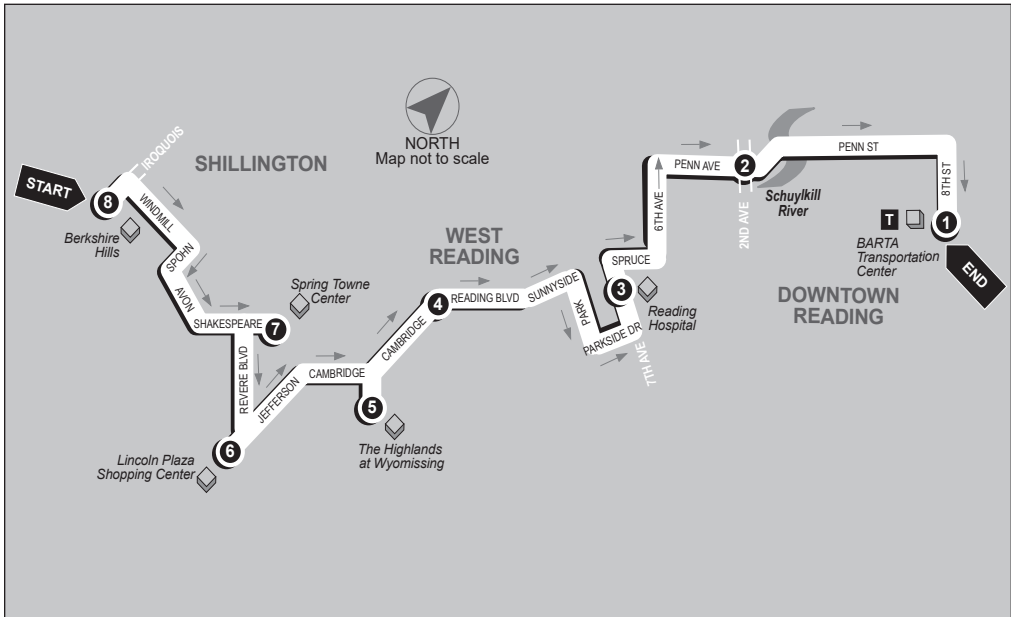 START
8
IROQUOIS
WINDMILL
Berkshire
Hills
SHILLINGTON
NORTH
Map not to scale
SPOHN
AVON
SHAKESPEARE
7
Spring Towne
Center
REVERE BLVD
6
Lincoln Plaza
Shopping Center
JEFFERSON
CAMBRIDGE
5
The Highlands
at Wyomissing
CAMBRIDGE
4
WEST
READING
READING BLVD
SUNNYSIDE
PARK
PARKSIDE DR
7TH AVE
3
Reading
Hospital
SPRUCE
6TH AVE
PENN AVE
2
2ND AVE
Schuylkill
River
PENN ST
8TH ST
T
1
BARTA
Transportation
Center
END
DOWNTOWN
READING